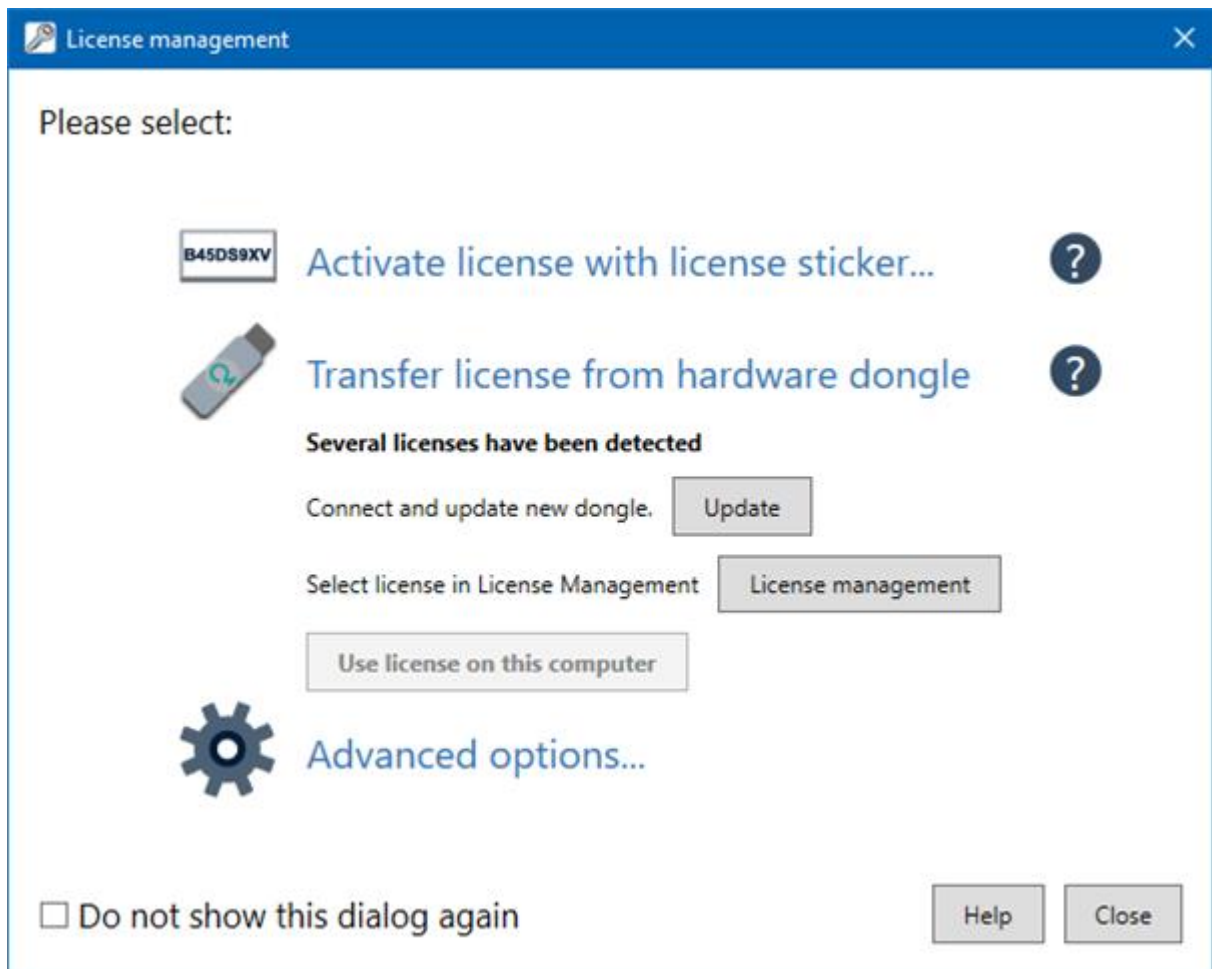 License management
Please select:
B45DS9XV
Activate license with license sticker...
?
Transfer license from hardware dongle
?
Several licenses have been detected
Connect and update new dongle. Update
Select license in License Management License management
Use license on this computer
Advanced options...
Do not show this dialog again
Help Close